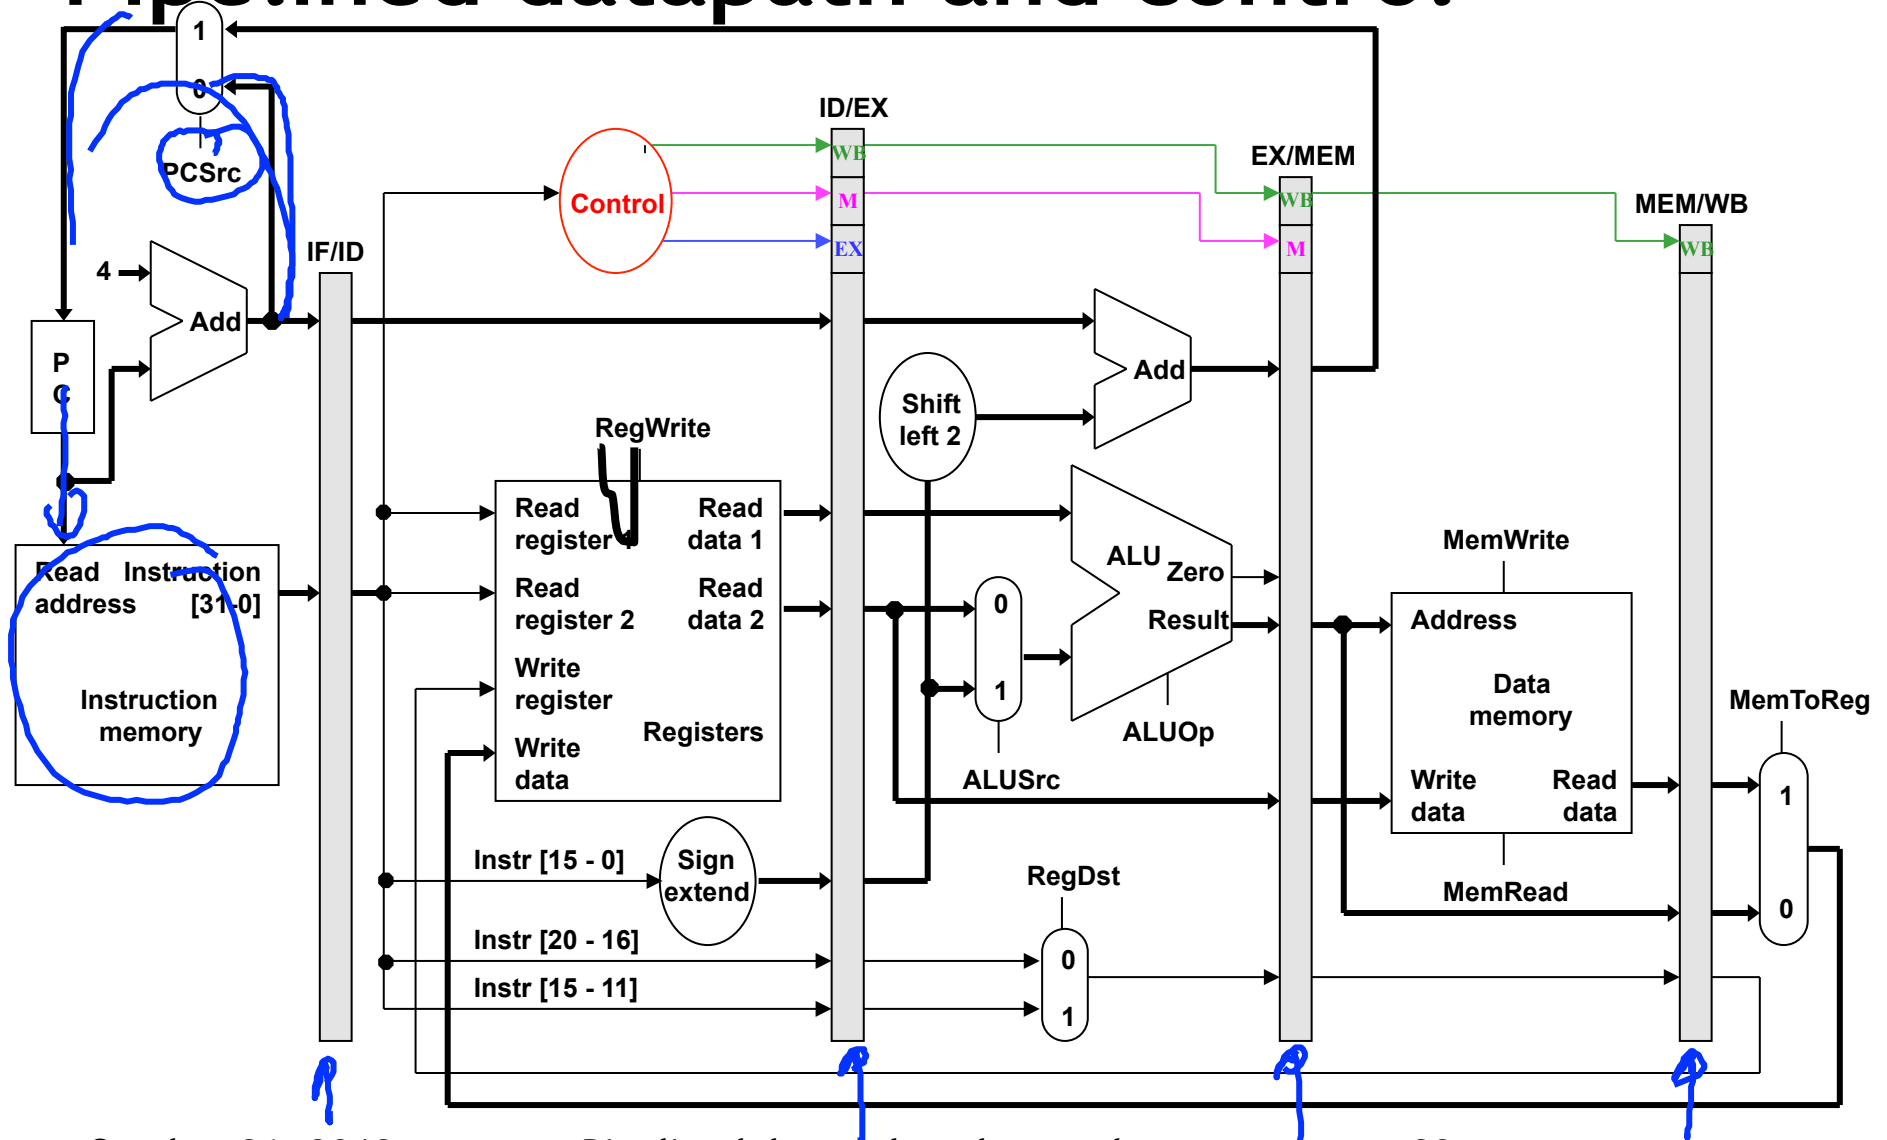 Pipelined datapath and control
1
0
PCSrc
ID/EX
WB
M
EX
EX/MEM
WB
M
MEM/WB
WB
Control
IF/ID
4
Add
P
C
Add
Shift
left 2
RegWrite
Read
register 1
Read
data 1
Read
register 2
Read
data 2
Write
register
Write
data
Registers
Read
address
Instruction
[31-0]
Instruction
memory
0
1
ALUSrc
ALU
Zero
Result
ALUOp
MemWrite
Address
Data
memory
Write
data
Read
data
MemRead
MemToReg
1
0
Instr [15 - 0]
Sign
extend
RegDst
Instr [20 - 16]
Instr [15 - 11]
0
1